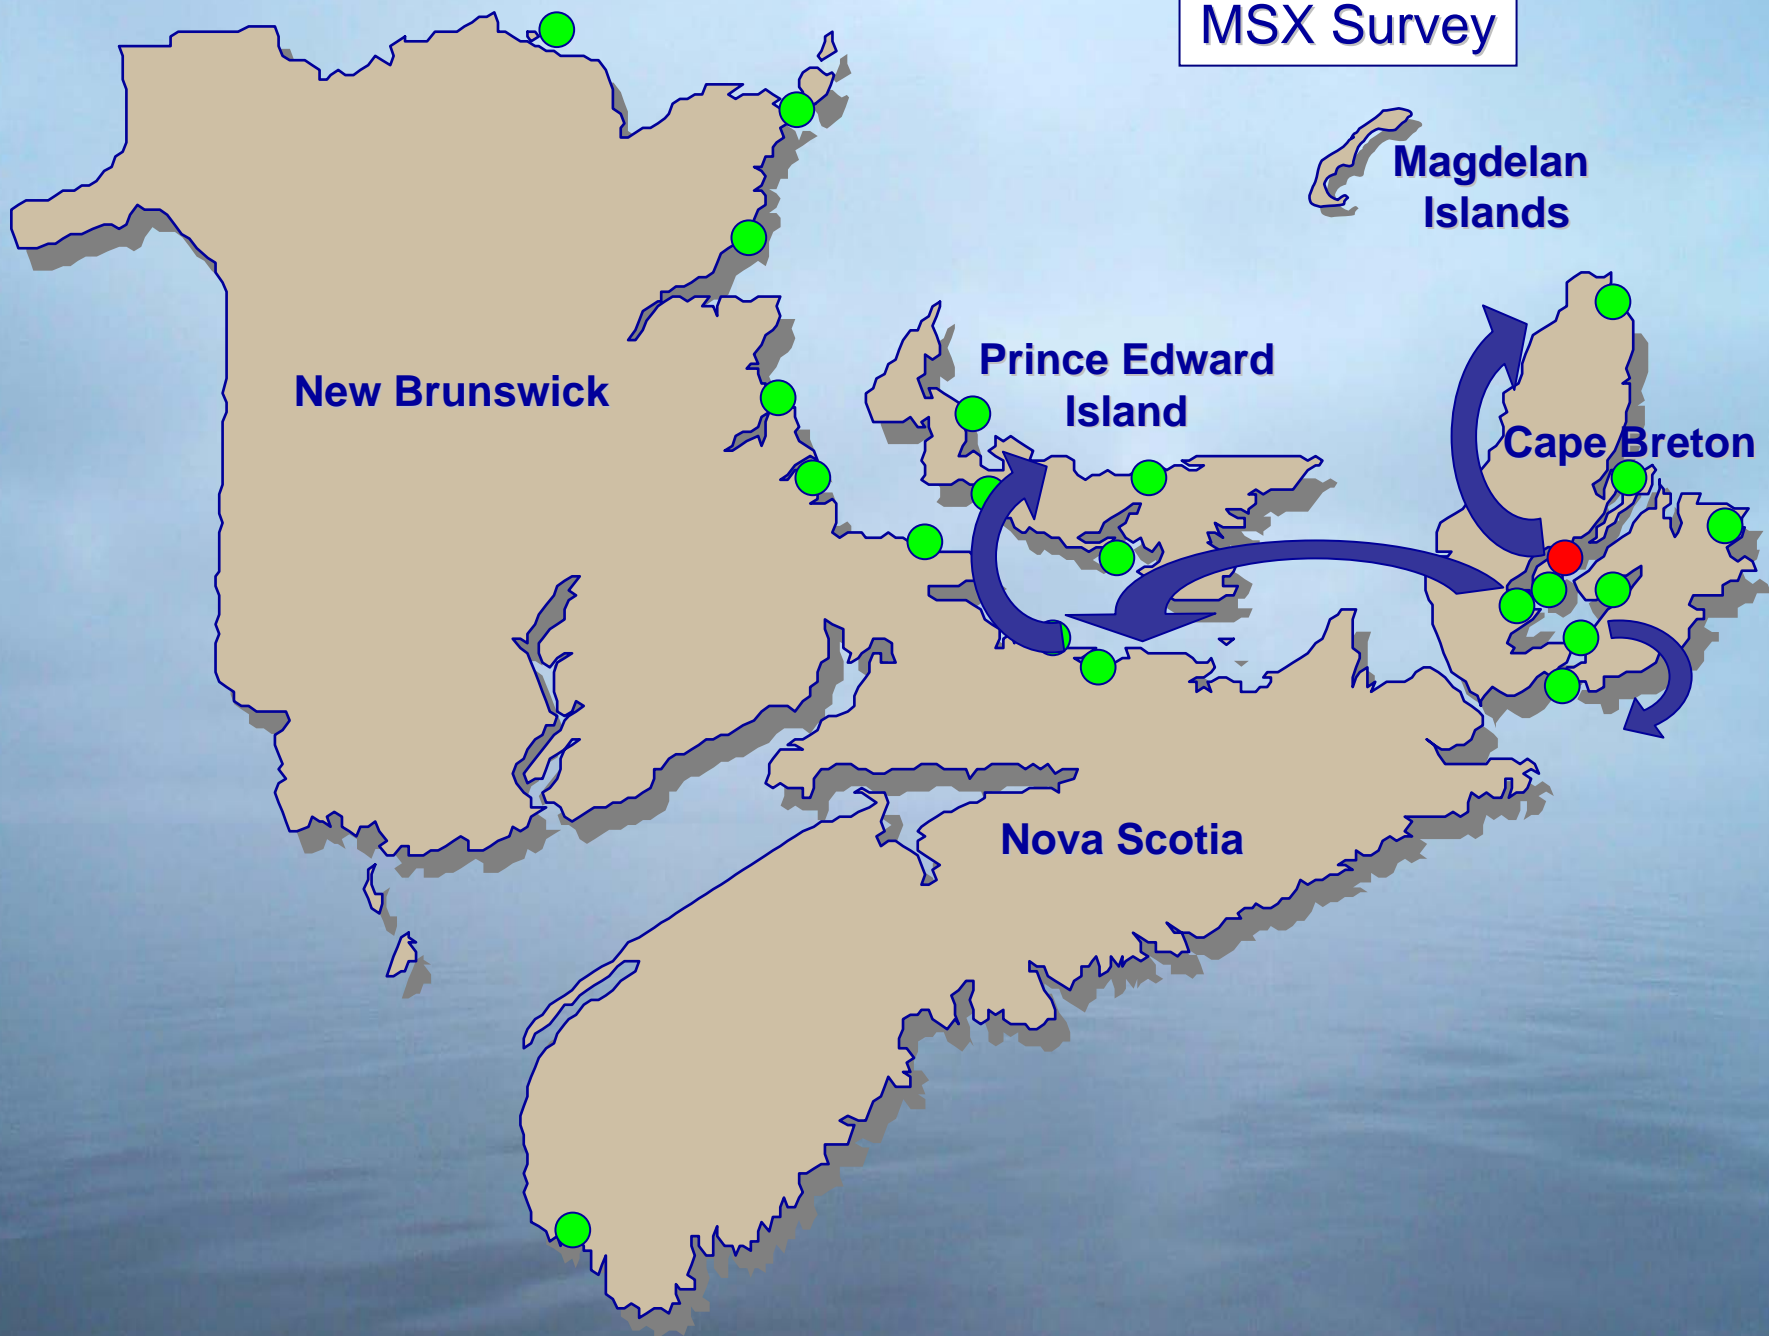 MSX Survey
Magdelan
Islands
Prince Edward
Island
New Brunswick
Cape Breton
Nova Scotia